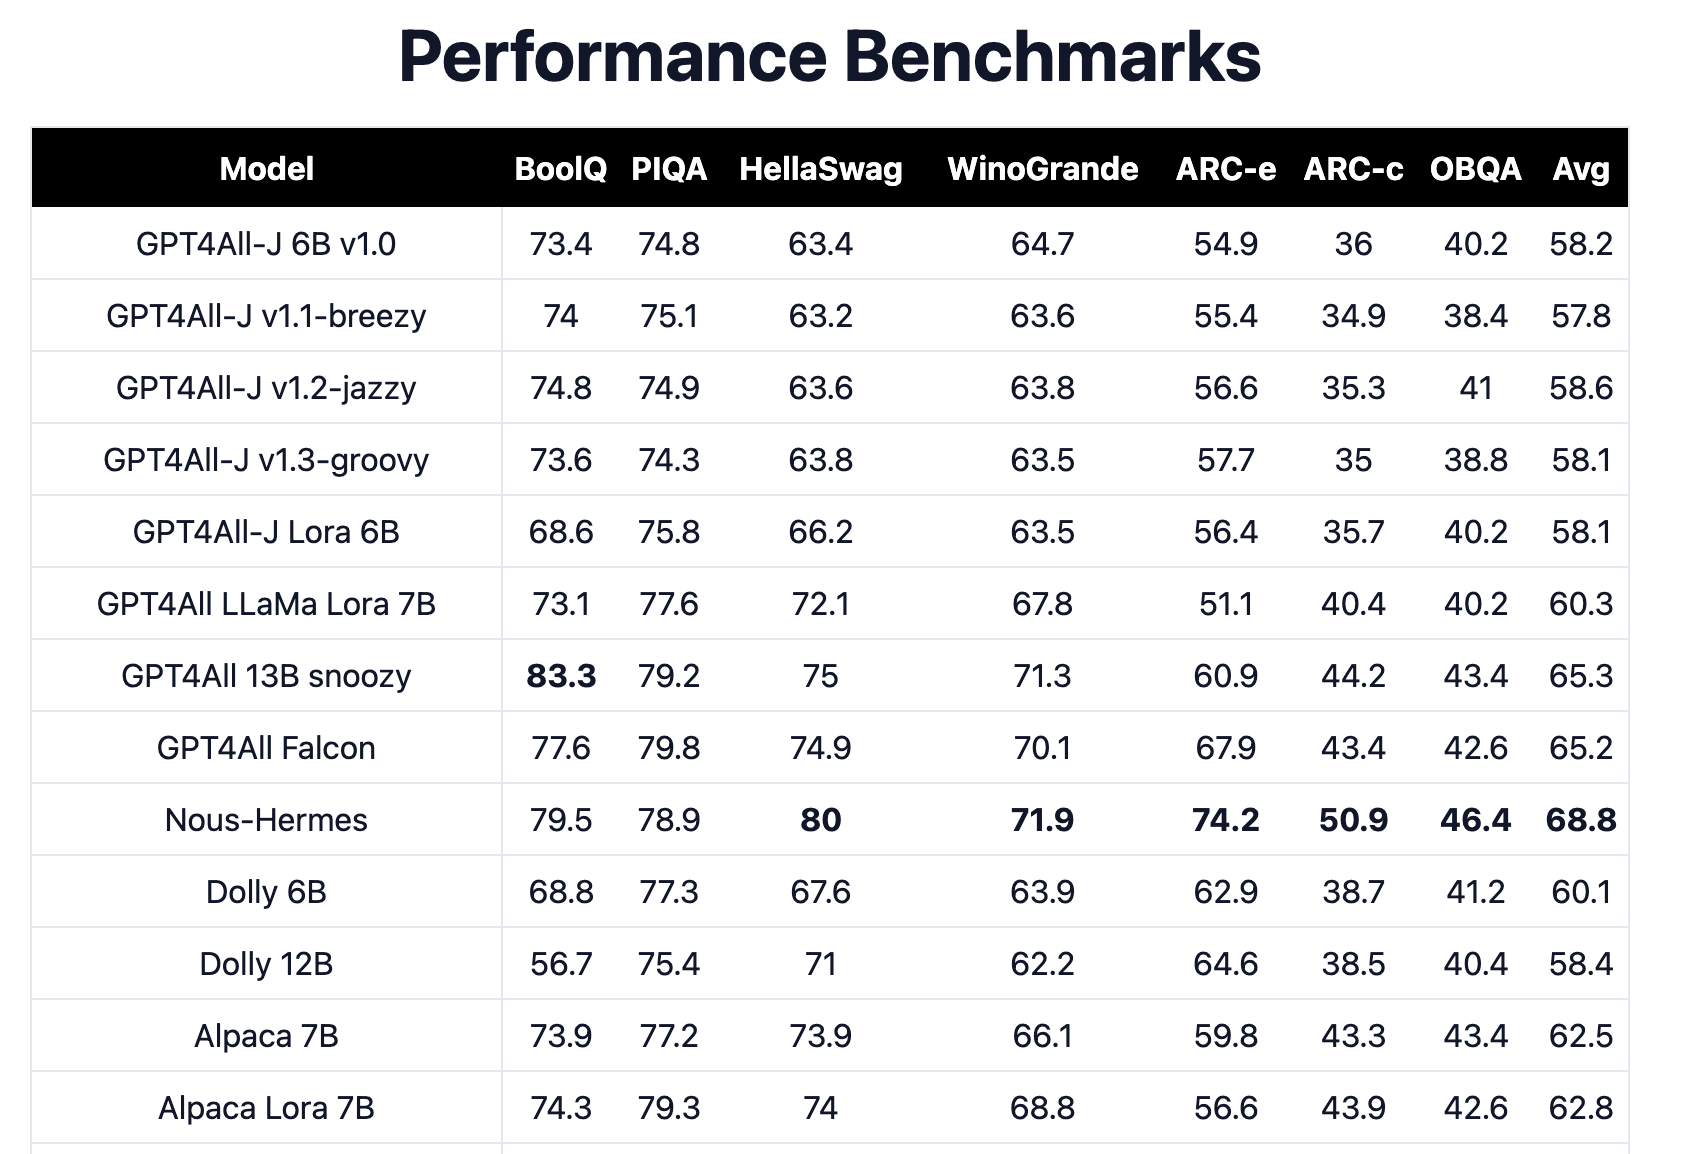 Performance Benchmarks
Model BoolQ PIQA HellaSwag WinoGrande ARC-e ARC-c OBQA Avg
GPT4All-J 6B v1.0 73.4 74.8 63.4 64.7 54.9 36 40.2 58.2
GPT4All-J v1.1-breezy 74 75.1 63.2 63.6 55.4 34.9 38.4 57.8
GPT4All-J v1.2-jazzy 74.8 74.9 63.6 63.8 56.6 35.3 41 58.6
GPT4All-J v1.3-groovy 73.6 74.3 63.8 63.5 57.7 35 38.8 58.1
GPT4All-J Lora 6B 68.6 75.8 66.2 63.5 56.4 35.7 40.2 58.1
GPT4All LLaMa Lora 7B 73.1 77.6 72.1 67.8 51.1 40.4 40.2 60.3
GPT4All 13B snoozy 83.3 79.2 75 71.3 60.9 44.2 43.4 65.3
GPT4All Falcon 77.6 79.8 74.9 70.1 67.9 43.4 42.6 65.2
Nous-Hermes 79.5 78.9 80 71.9 74.2 50.9 46.4 68.8
Dolly 6B 68.8 77.3 67.6 63.9 62.9 38.7 41.2 60.1
Dolly 12B 56.7 75.4 71 62.2 64.6 38.5 40.4 58.4
Alpaca 7B 73.9 77.2 73.9 66.1 59.8 43.3 43.4 62.5
Alpaca Lora 7B 74.3 79.3 74 68.8 56.6 43.9 42.6 62.8